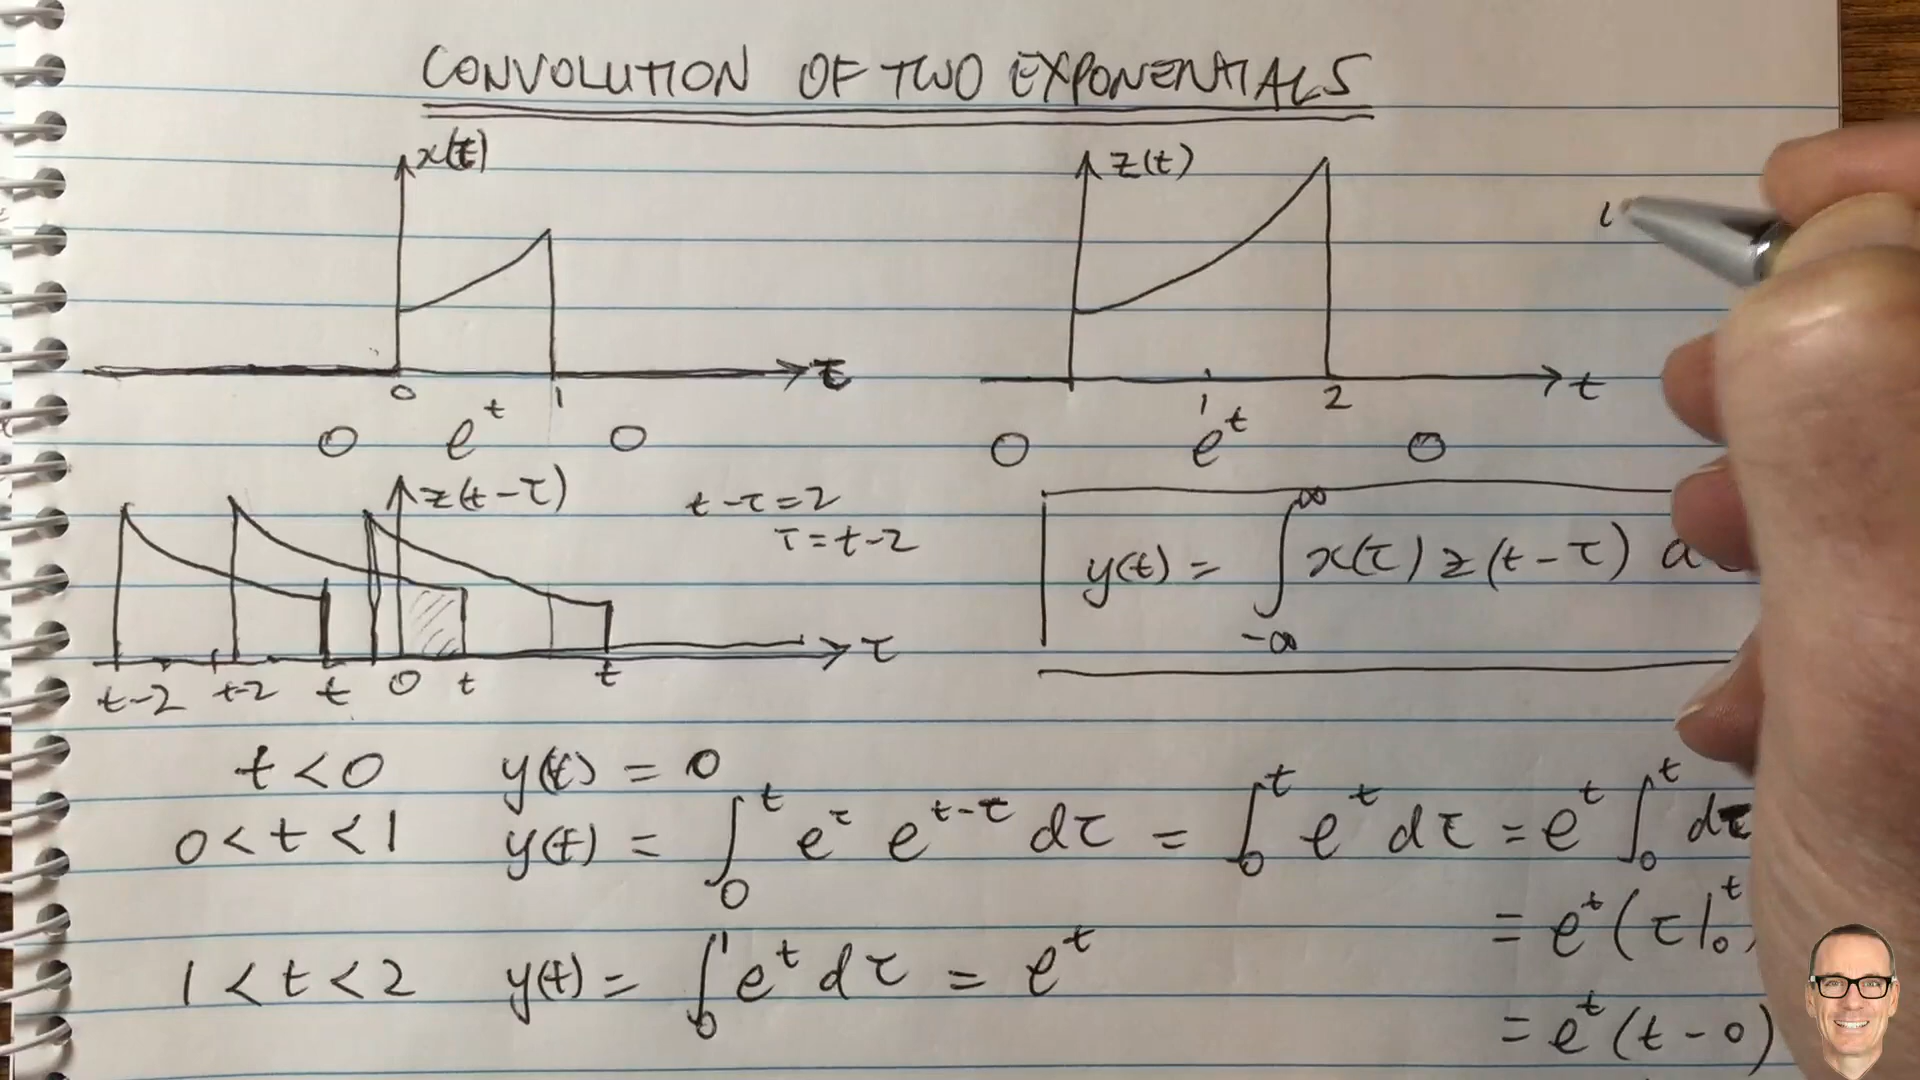 CONVOLUTION OF TWO EXPONENTIALS
x(τ)
z(t)
τ
t
0 1
1 2
0 e^t 0
0 e^t 0
z(t-τ)
t-τ=2
τ=t-2
y(t) = ∫_{-∞}^{∞} x(τ) z(t-τ)
τ
t-2 t-2 t 0 t t
t<0 y(t) = 0
0<t<1 y(t) = ∫_0^t e^τ e^{t-τ} dτ = ∫_0^t e^t dτ = e^t ∫_0^t dτ
= e^t (τ|_0^t
1<t<2 y(t) = ∫_0^1 e^t dτ = e^t
= e^t (t-0)